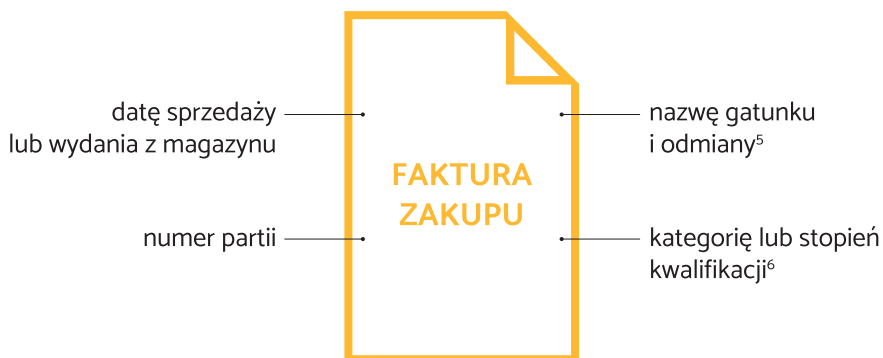 datę sprzedaży
lub wydania z magazynu
numer partii
FAKTURA
ZAKUPU
nazwę gatunku
i odmiany⁵
kategorię lub stopień
kwalifikacji⁶